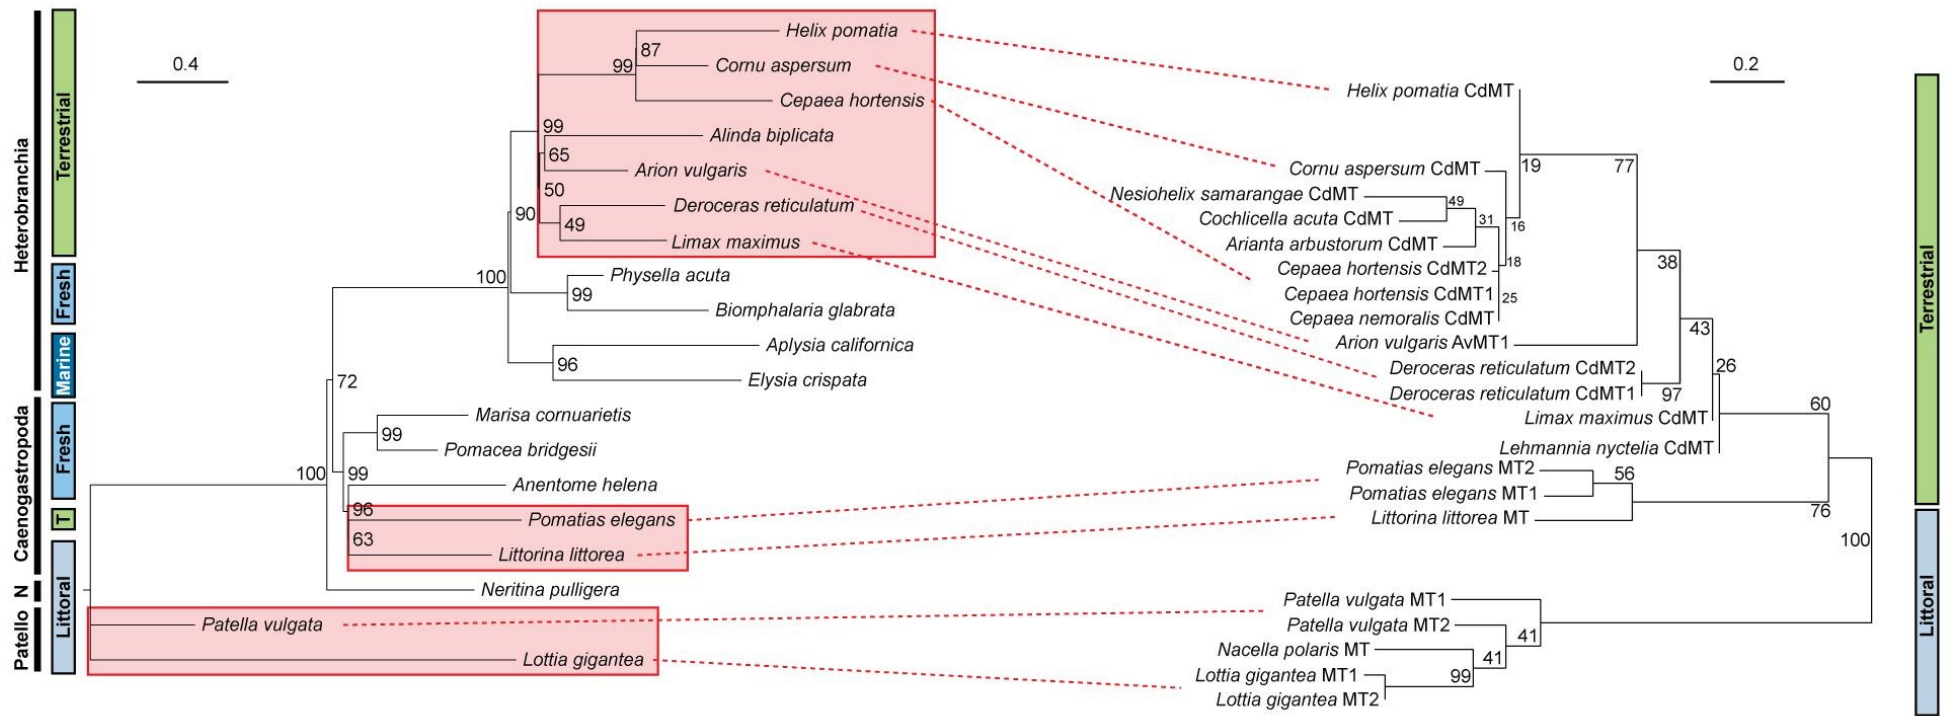 Heterobranchia
Caenogastropoda
N
Patello
Terrestrial
Fresh
Marine
Fresh
T
Littoral
0.4
Helix pomatia
Cornu aspersum
Cepaea hortensis
Alinda biplicata
Arion vulgaris
Deroceras reticulatum
Limax maximus
Physella acuta
Biomphalaria glabrata
Aplysia californica
Elysia crispata
Marisa cornuarietis
Pomacea bridgesii
Anentome helena
Pomatias elegans
Littorina littorea
Neritina pulligera
Patella vulgata
Lottia gigantea
87
99
99
65
50
49
90
100
99
96
72
99
100
99
96
63
0.2
Helix pomatia CdMT
Cornu aspersum CdMT
Nesiohelix samarangae CdMT
Cochlicella acuta CdMT
Arianta arbustorum CdMT
Cepaea hortensis CdMT2
Cepaea hortensis CdMT1
Cepaea nemoralis CdMT
Arion vulgaris AvMT1
Deroceras reticulatum CdMT2
Deroceras reticulatum CdMT1
Limax maximus CdMT
Lehmannia nyctelia CdMT
Pomatias elegans MT2
Pomatias elegans MT1
Littorina littorea MT
Patella vulgata MT1
Patella vulgata MT2
Nacella polaris MT
Lottia gigantea MT1
Lottia gigantea MT2
19
77
49
31
16
18
25
38
43
26
97
60
56
76
100
41
41
99
Terrestrial
Littoral